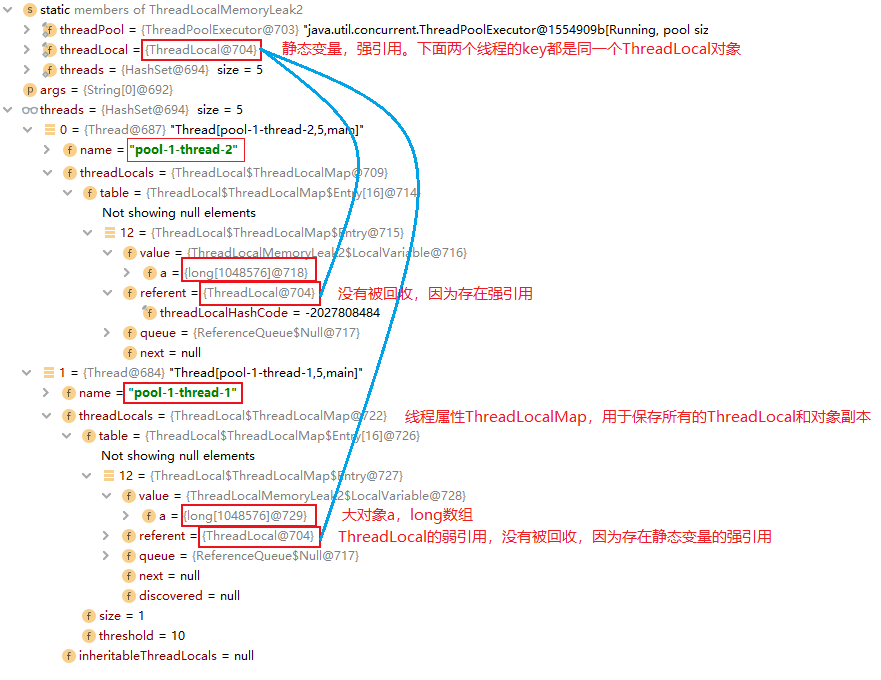 static members of ThreadLocalMemoryLeak2
threadPool = {ThreadPoolExecutor@703} "java.util.concurrent.ThreadPoolExecutor@1554909b[Running, pool siz
threadLocal = {ThreadLocal@704} 静态变量，强引用。下面两个线程的key都是同一个ThreadLocal对象
threads = {HashSet@694} size = 5
args = {String[0]@692}
threads = {HashSet@694} size = 5
0 = {Thread@687} "Thread[pool-1-thread-2,5,main]"
name = "pool-1-thread-2"
threadLocals = {ThreadLocal$ThreadLocalMap@709}
table = {ThreadLocal$ThreadLocalMap$Entry[16]@714}
Not showing null elements
12 = {ThreadLocal$ThreadLocalMap$Entry@715}
value = {ThreadLocalMemoryLeak2$LocalVariable@716}
a = {long[1048576]@718}
referent = {ThreadLocal@704} 没有被回收，因为存在强引用
threadLocalHashCode = -2027808484
queue = {ReferenceQueue$Null@717}
next = null
1 = {Thread@684} "Thread[pool-1-thread-1,5,main]"
name = "pool-1-thread-1"
threadLocals = {ThreadLocal$ThreadLocalMap@722} 线程属性ThreadLocalMap，用于保存所有的ThreadLocal和对象副本
table = {ThreadLocal$ThreadLocalMap$Entry[16]@726}
Not showing null elements
12 = {ThreadLocal$ThreadLocalMap$Entry@727}
value = {ThreadLocalMemoryLeak2$LocalVariable@728}
a = {long[1048576]@729} 大对象a，long数组
referent = {ThreadLocal@704} ThreadLocal的弱引用，没有被回收，因为存在静态变量的强引用
queue = {ReferenceQueue$Null@717}
next = null
discovered = null
size = 1
threshold = 10
inheritableThreadLocals = null